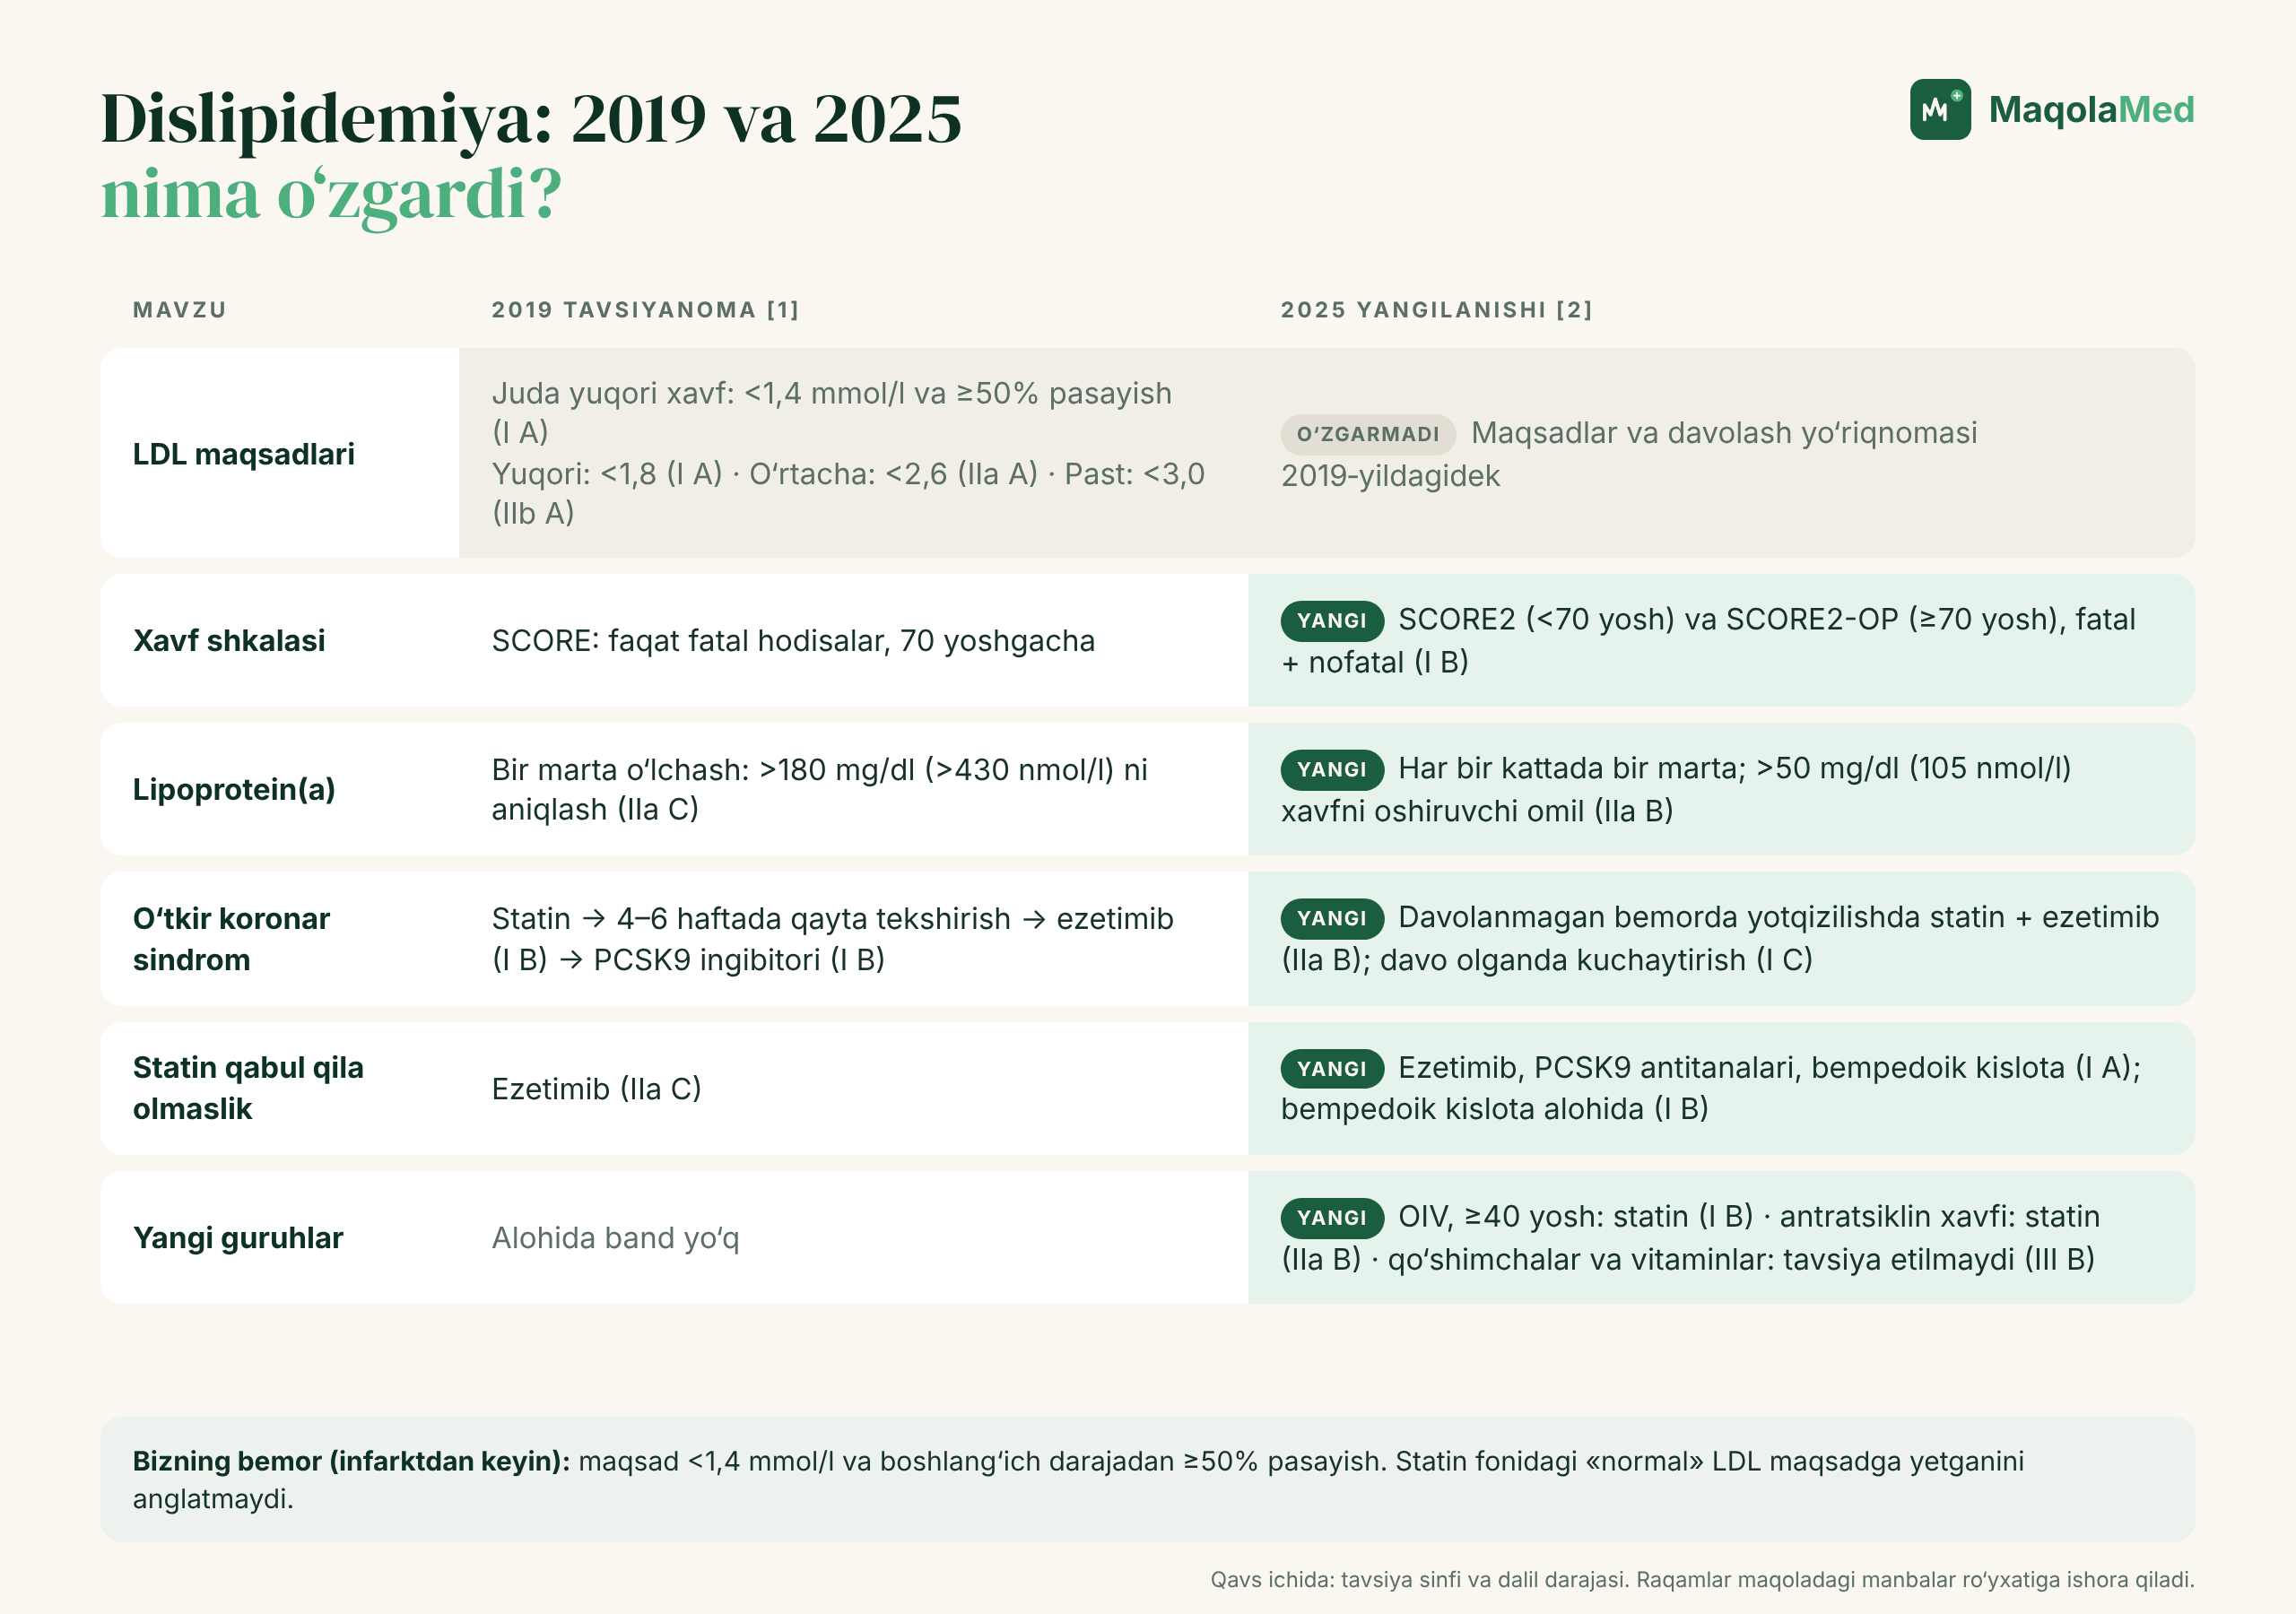 Dislipidemiya: 2019 va 2025
nima o‘zgardi?
MaqolaMed
MAVZU
2019 TAVSIYANOMA [1]
2025 YANGILANISHI [2]
LDL maqsadlari
Juda yuqori xavf: <1,4 mmol/l va ≥50% pasayish
(I A)
Yuqori: <1,8 (I A) · O‘rtacha: <2,6 (IIa A) · Past: <3,0
(IIb A)
O‘ZGARMADI Maqsadlar va davolash yo‘riqnomasi
2019-yildagidek
Xavf shkalasi
SCORE: faqat fatal hodisalar, 70 yoshgacha
YANGI SCORE2 (<70 yosh) va SCORE2-OP (≥70 yosh), fatal
+ nofatal (I B)
Lipoprotein(a)
Bir marta o‘lchash: >180 mg/dl (>430 nmol/l) ni
aniqlash (IIa C)
YANGI Har bir kattada bir marta; >50 mg/dl (105 nmol/l)
xavfni oshiruvchi omil (IIa B)
O‘tkir koronar
sindrom
Statin → 4–6 haftada qayta tekshirish → ezetimib
(I B) → PCSK9 ingibitori (I B)
YANGI Davolanmagan bemorda yotqizilishda statin + ezetimib
(IIa B); davo olganda kuchaytirish (I C)
Statin qabul qila
olmaslik
Ezetimib (IIa C)
YANGI Ezetimib, PCSK9 antitanalari, bempedoik kislota (I A);
bempedoik kislota alohida (I B)
Yangi guruhlar
Alohida band yo‘q
YANGI OIV, ≥40 yosh: statin (I B) · antratsiklin xavfi: statin
(IIa B) · qo‘shimchalar va vitaminlar: tavsiya etilmaydi (III B)
Bizning bemor (infarktdan keyin): maqsad <1,4 mmol/l va boshlang‘ich darajadan ≥50% pasayish. Statin fonidagi «normal» LDL maqsadga yetganini
anglatmaydi.
Qavs ichida: tavsiya sinfi va dalil darajasi. Raqamlar maqoladagi manbalar ro‘yxatiga ishora qiladi.